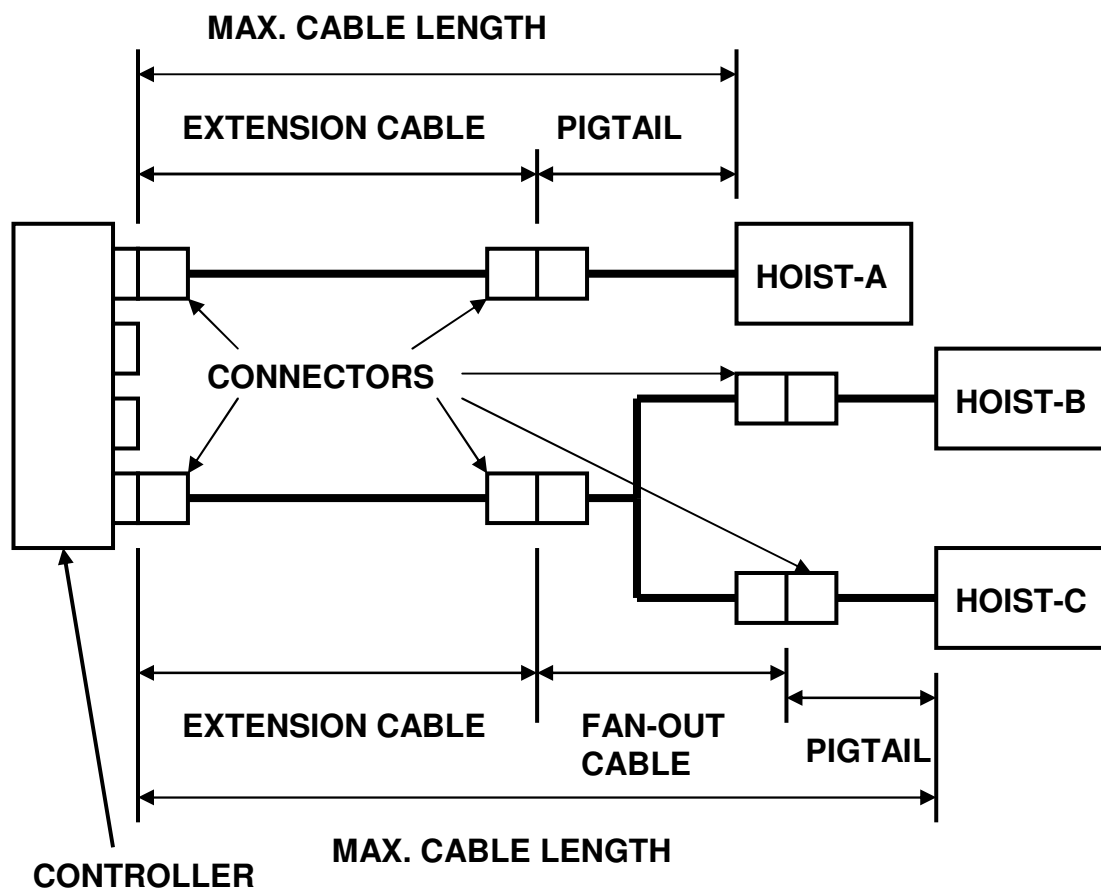 MAX. CABLE LENGTH
EXTENSION CABLE
PIGTAIL
HOIST-A
CONNECTORS
HOIST-B
HOIST-C
EXTENSION CABLE
FAN-OUT
CABLE
PIGTAIL
MAX. CABLE LENGTH
CONTROLLER